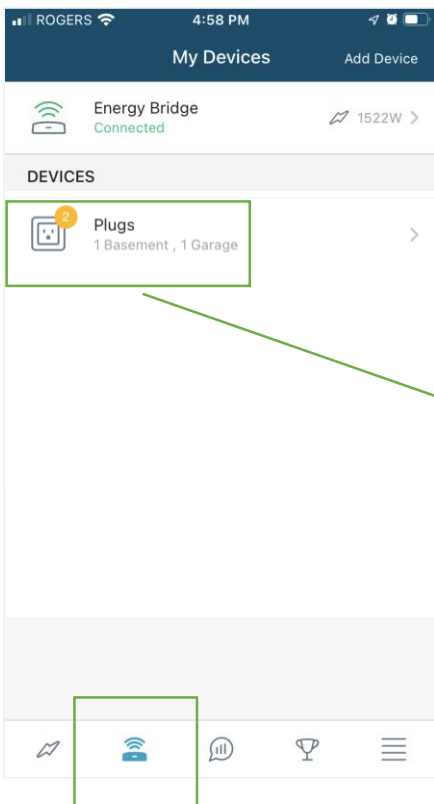 ROGERS 4:58 PM
My Devices Add Device
Energy Bridge
Connected 1522W
DEVICES
2
Plugs
1 Basement , 1 Garage